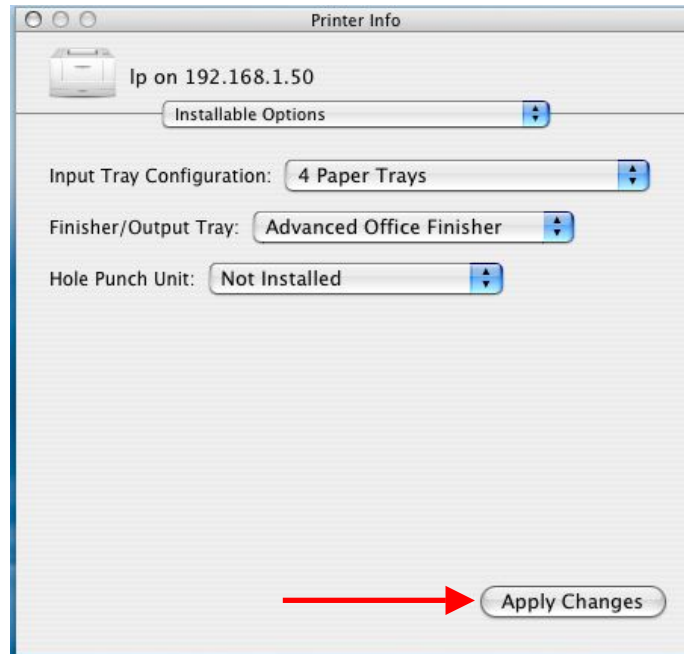 Printer Info
lp on 192.168.1.50
Installable Options
Input Tray Configuration: 4 Paper Trays
Finisher/Output Tray: Advanced Office Finisher
Hole Punch Unit: Not Installed
Apply Changes